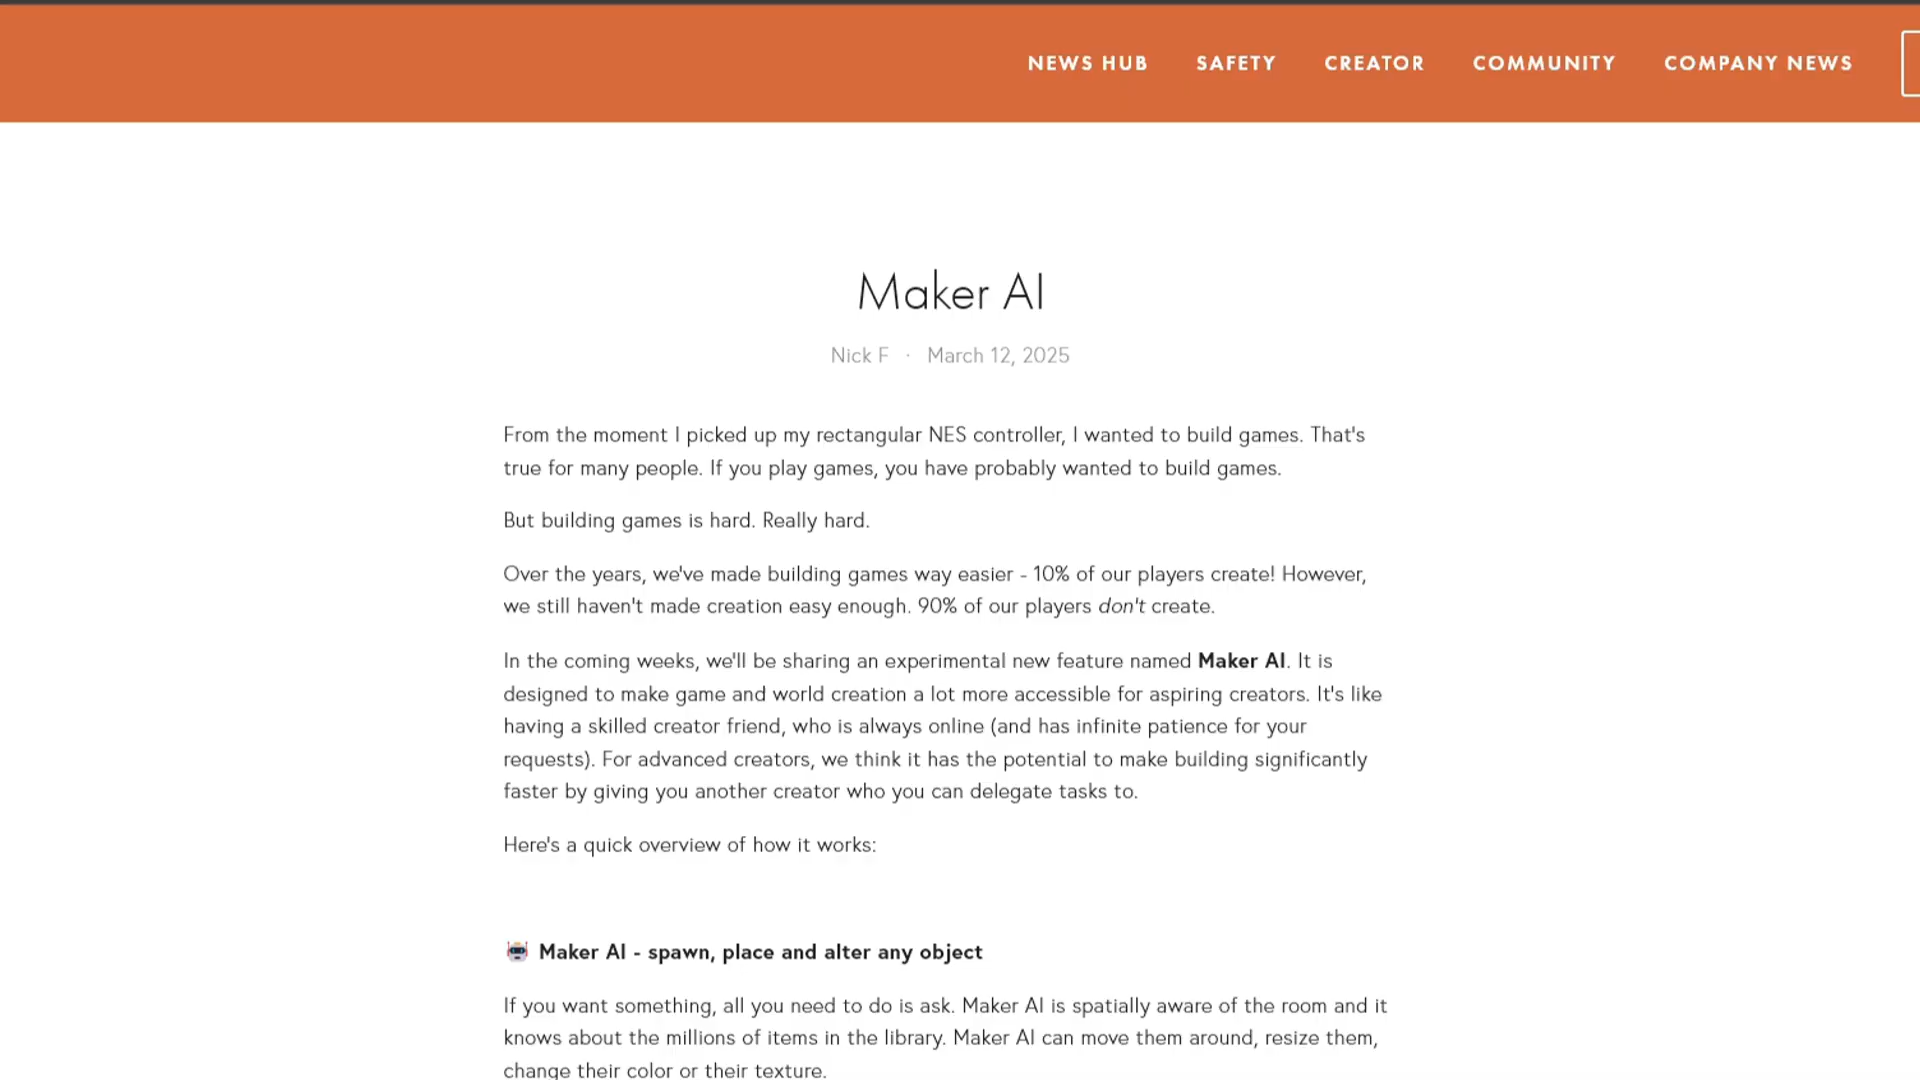 NEWS HUB SAFETY CREATOR COMMUNITY COMPANY NEWS
Maker AI
Nick F · March 12, 2025
From the moment I picked up my rectangular NES controller, I wanted to build games. That's
true for many people. If you play games, you have probably wanted to build games.
But building games is hard. Really hard.
Over the years, we've made building games way easier - 10% of our players create! However,
we still haven't made creation easy enough. 90% of our players don't create.
In the coming weeks, we'll be sharing an experimental new feature named Maker AI. It is
designed to make game and world creation a lot more accessible for aspiring creators. It's like
having a skilled creator friend, who is always online (and has infinite patience for your
requests). For advanced creators, we think it has the potential to make building significantly
faster by giving you another creator who you can delegate tasks to.
Here's a quick overview of how it works:
🤖 Maker AI - spawn, place and alter any object
If you want something, all you need to do is ask. Maker AI is spatially aware of the room and it
knows about the millions of items in the library. Maker AI can move them around, resize them,
change their color or their texture.